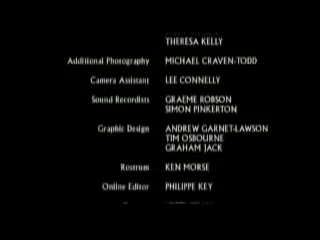 THERESA KELLY
Additional Photography MICHAEL CRAVEN-TODD
Camera Assistant LEE CONNELLY
Sound Recordists GRAEME ROBSON
SIMON PINKERTON
Graphic Design ANDREW GARNET-LAWSON
TIM OSBOURNE
GRAHAM JACK
Rostrum KEN MORSE
Online Editor PHILIPPE KEY